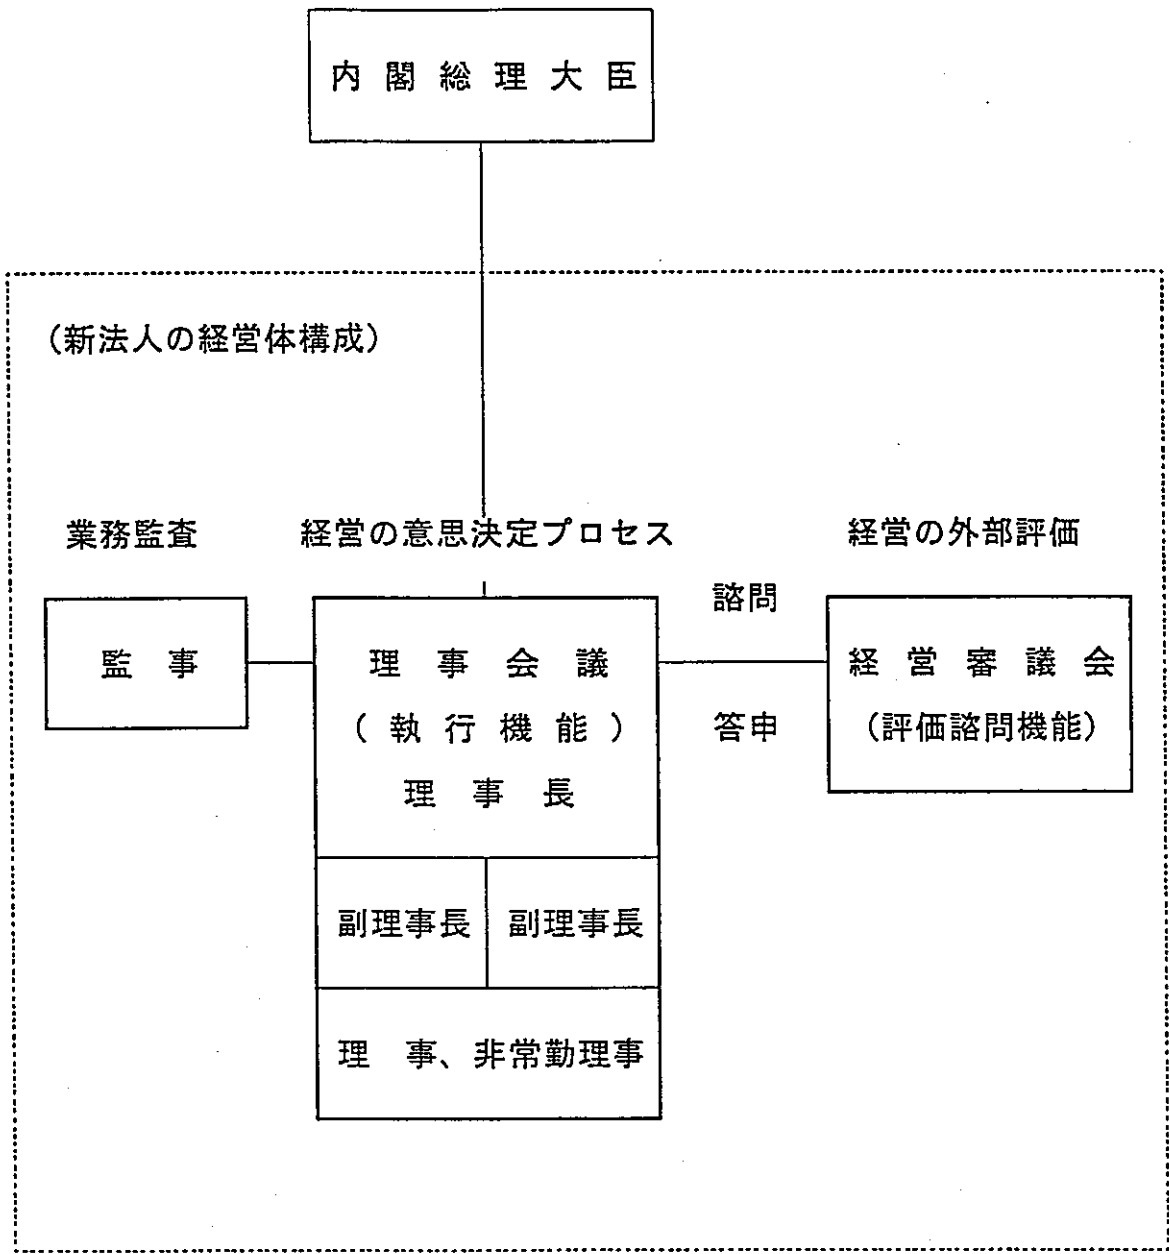 内閣総理大臣
(新法人の経営体構成)
業務監査
経営の意思決定プロセス
経営の外部評価
監 事
理 事 会 議
( 執 行 機 能 )
理 事 長
副理事長
副理事長
理 事、非常勤理事
諮問
答申
経 営 審 議 会
(評価諮問機能)